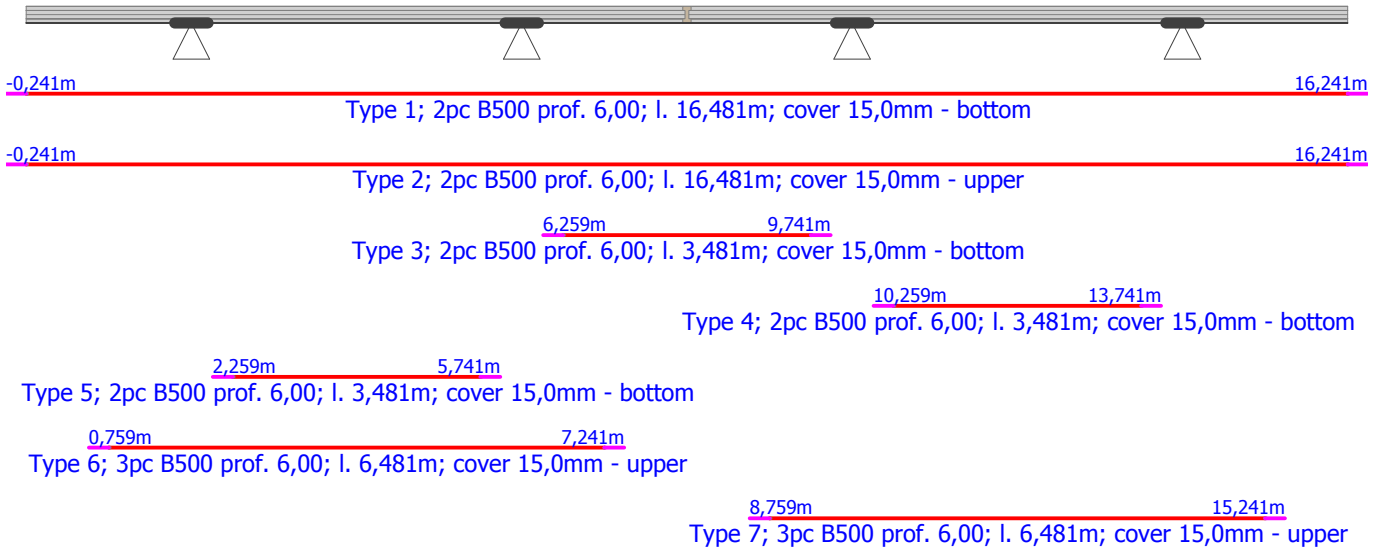 -0,241m 16,241m
Type 1; 2pc B500 prof. 6,00; l. 16,481m; cover 15,0mm - bottom
-0,241m 16,241m
Type 2; 2pc B500 prof. 6,00; l. 16,481m; cover 15,0mm - upper
6,259m 9,741m
Type 3; 2pc B500 prof. 6,00; l. 3,481m; cover 15,0mm - bottom
10,259m 13,741m
Type 4; 2pc B500 prof. 6,00; l. 3,481m; cover 15,0mm - bottom
2,259m 5,741m
Type 5; 2pc B500 prof. 6,00; l. 3,481m; cover 15,0mm - bottom
0,759m 7,241m
Type 6; 3pc B500 prof. 6,00; l. 6,481m; cover 15,0mm - upper
8,759m 15,241m
Type 7; 3pc B500 prof. 6,00; l. 6,481m; cover 15,0mm - upper